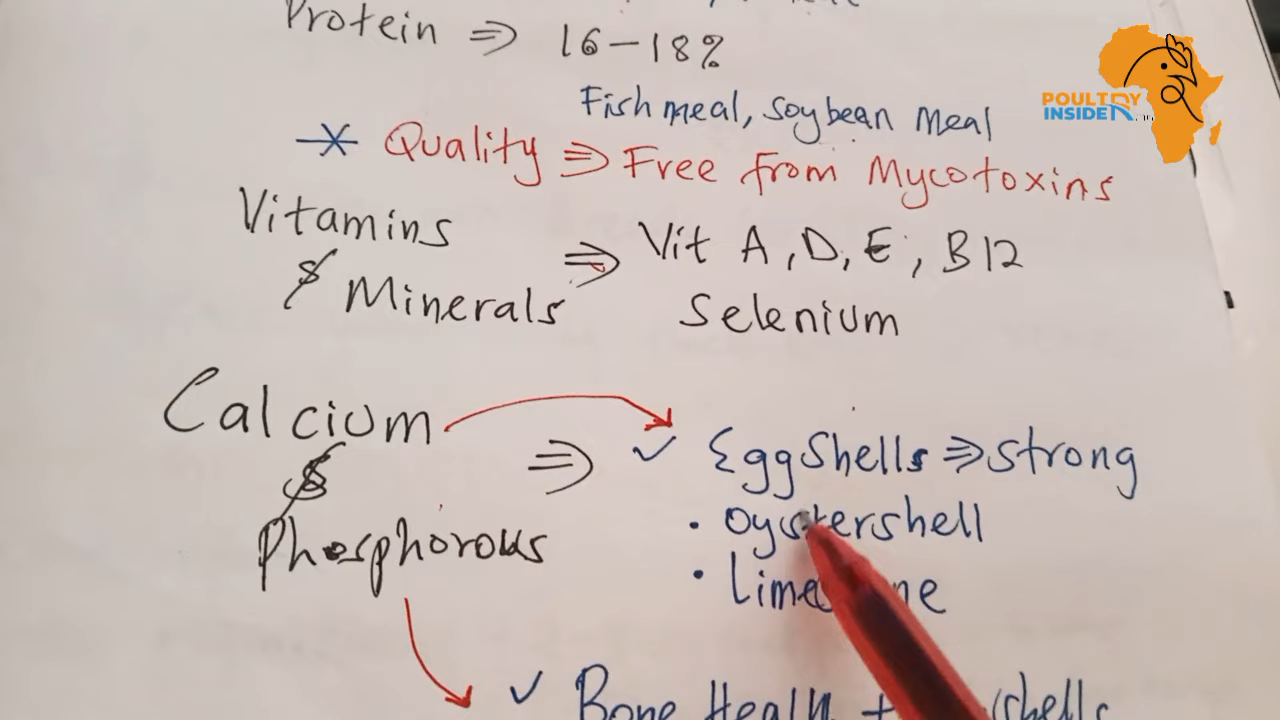 Protein ⇒ 16-18%
Fish meal, Soybean Meal
POULTRY
INSIDER
* Quality ⇒ Free from Mycotoxins
Vitamins
& Minerals ⇒ Vit A, D, E, B12
Selenium
Calcium
& Phosphorous ⇒ ✓ EggShells ⇒ Strong
• Oystershell
•
✓ Bone Health +